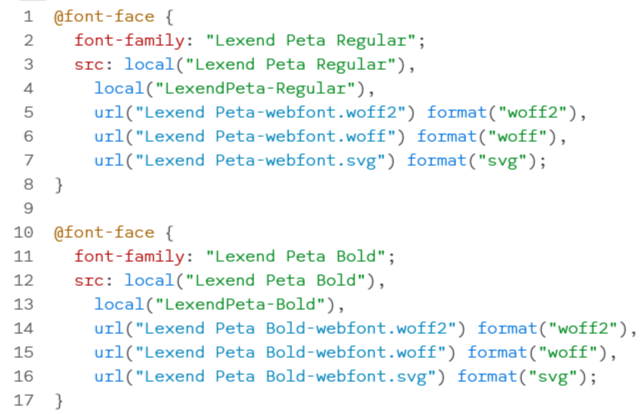 1 @font-face {
2   font-family: "Lexend Peta Regular";
3   src: local("Lexend Peta Regular"),
4     local("LexendPeta-Regular"),
5     url("Lexend Peta-webfont.woff2") format("woff2"),
6     url("Lexend Peta-webfont.woff") format("woff"),
7     url("Lexend Peta-webfont.svg") format("svg");
8 }
9
10 @font-face {
11   font-family: "Lexend Peta Bold";
12   src: local("Lexend Peta Bold"),
13     local("LexendPeta-Bold"),
14     url("Lexend Peta Bold-webfont.woff2") format("woff2"),
15     url("Lexend Peta Bold-webfont.woff") format("woff"),
16     url("Lexend Peta Bold-webfont.svg") format("svg");
17 }